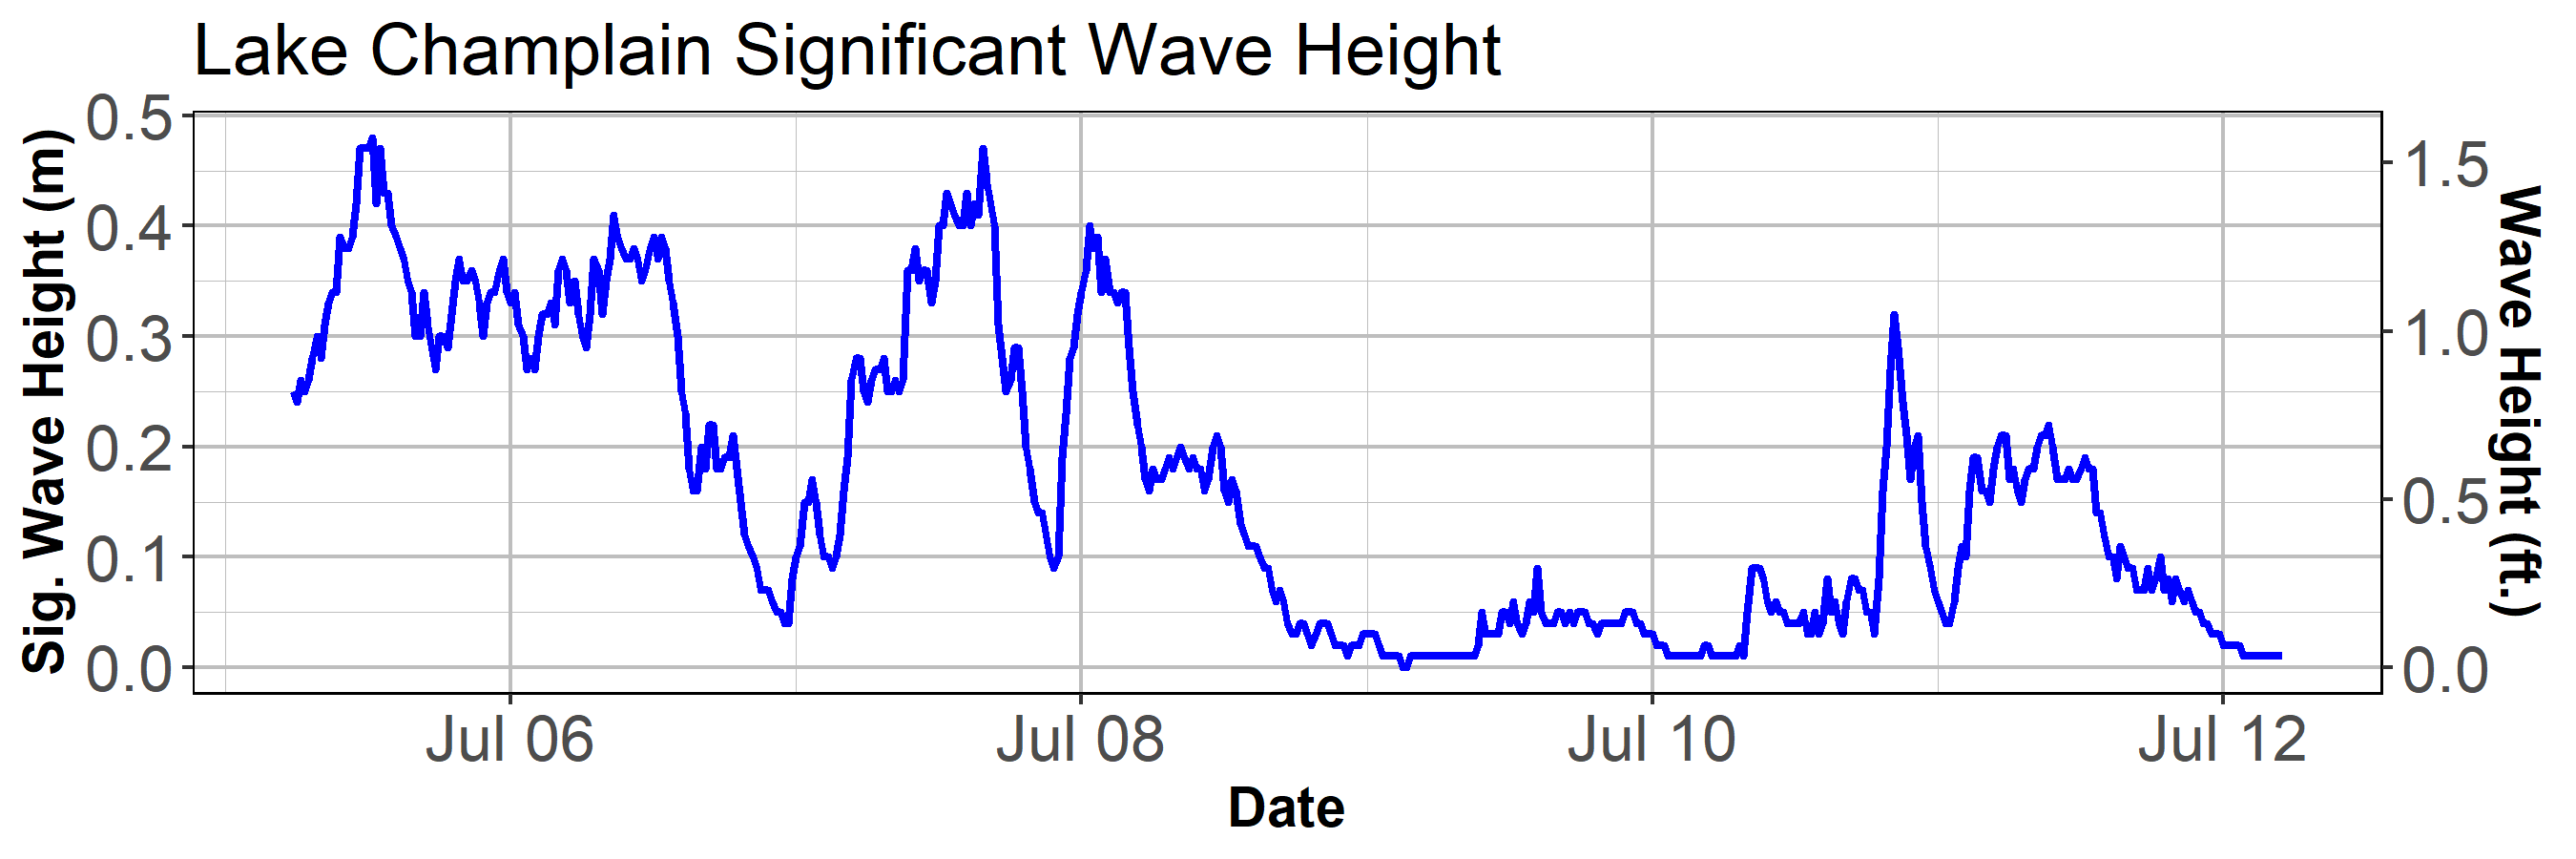 Lake Champlain Significant Wave Height
Sig. Wave Height (m)
0.5
0.4
0.3
0.2
0.1
0.0
1.5
1.0
0.5
0.0
Wave Height (ft.)
Jul 06
Jul 08
Jul 10
Jul 12
Date